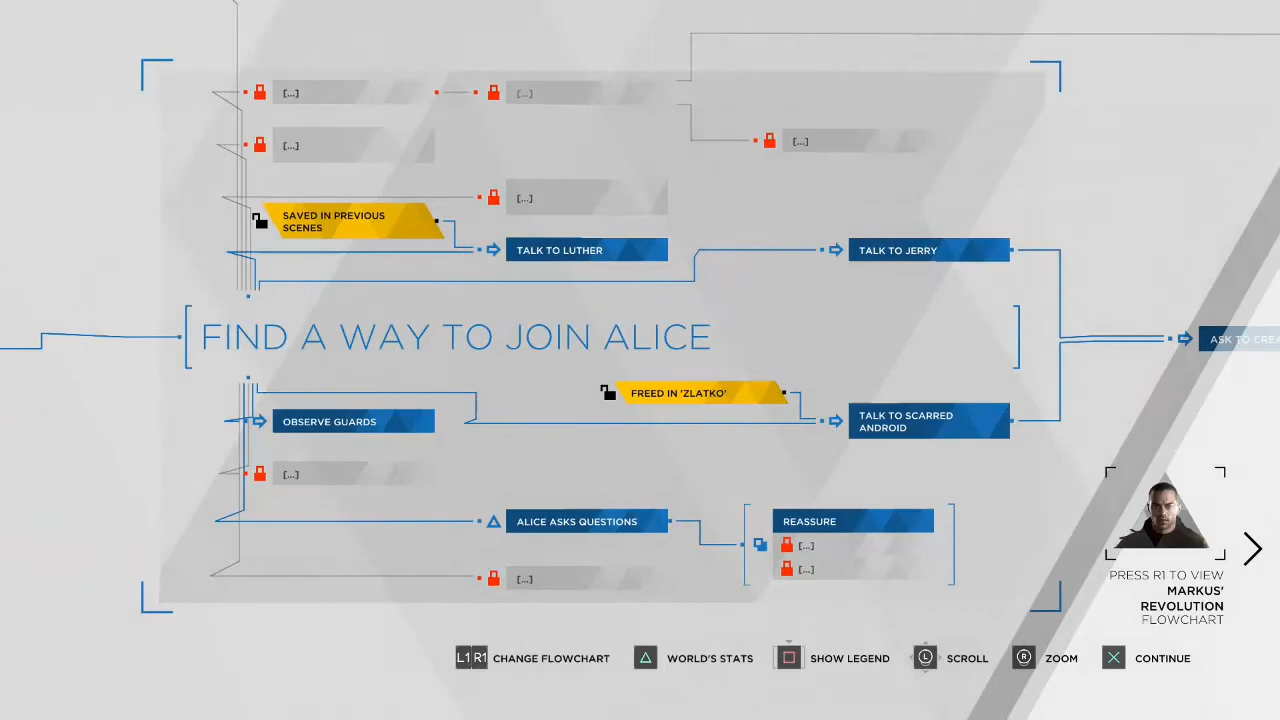 [...]
[...]
[...]
[...]
[...]
SAVED IN PREVIOUS
SCENES
TALK TO LUTHER
TALK TO JERRY
FIND A WAY TO JOIN ALICE
ASK TO CREA
FREED IN 'ZLATKO'
OBSERVE GUARDS
TALK TO SCARRED
ANDROID
[...]
ALICE ASKS QUESTIONS
REASSURE
[...]
[...]
[...]
PRESS R1 TO VIEW
MARKUS'
REVOLUTION
FLOWCHART
L1 R1 CHANGE FLOWCHART
WORLD'S STATS
SHOW LEGEND
L SCROLL
R ZOOM
CONTINUE